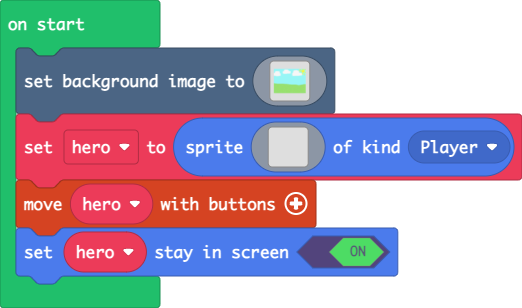 on start
set background image to
set hero to sprite of kind Player
move hero with buttons
set hero stay in screen ON